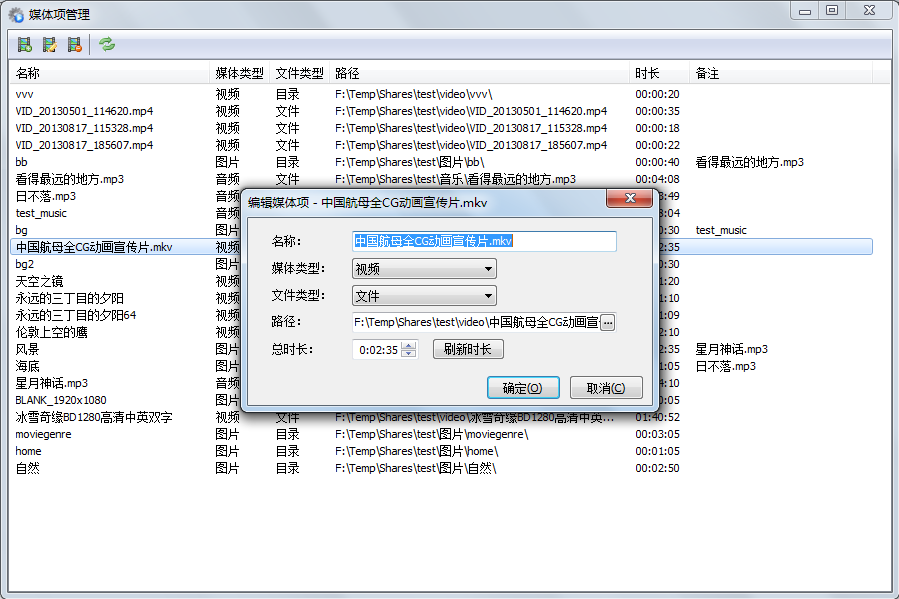 媒体项管理
名称 媒体类型 文件类型 路径 时长 备注
vvv 视频 目录 F:\Temp\Shares\test\video\vvv\ 00:00:20
VID_20130501_114620.mp4 视频 文件 F:\Temp\Shares\test\video\VID_20130501_114620.mp4 00:00:35
VID_20130817_115328.mp4 视频 文件 F:\Temp\Shares\test\video\VID_20130817_115328.mp4 00:00:18
VID_20130817_185607.mp4 视频 文件 F:\Temp\Shares\test\video\VID_20130817_185607.mp4 00:00:22
bb 图片 目录 F:\Temp\Shares\test\图片\bb\ 00:00:40 看得最远的地方.mp3
看得最远的地方.mp3 音频 文件 F:\Temp\Shares\test\音乐\看得最远的地方.mp3 00:04:08
日不落.mp3 音频 3:49
test_music 音频 3:04
bg 图片 0:30 test_music
中国航母全CG动画宣传片.mkv 视频 2:35
bg2 图片 0:30
天空之镜 视频 1:20
永远的三丁目的夕阳 视频 1:10
永远的三丁目的夕阳64 视频 1:09
伦敦上空的鹰 视频 2:10
风景 图片 2:35 星月神话.mp3
海底 图片 1:05 日不落.mp3
星月神话.mp3 音频 4:10
BLANK_1920x1080 图片 0:05
冰雪奇缘BD1280高清中英双字 视频 文件 F:\Temp\Shares\test\video\冰雪奇缘BD1280高清中英... 01:40:52
moviegenre 图片 目录 F:\Temp\Shares\test\图片\moviegenre\ 00:03:05
home 图片 目录 F:\Temp\Shares\test\图片\home\ 00:01:05
自然 图片 目录 F:\Temp\Shares\test\图片\自然\ 00:02:50
编辑媒体项 - 中国航母全CG动画宣传片.mkv
名称: 中国航母全CG动画宣传片.mkv
媒体类型: 视频
文件类型: 文件
路径: F:\Temp\Shares\test\video\中国航母全CG动画宣 ...
总时长: 0:02:35 刷新时长
确定(O) 取消(C)